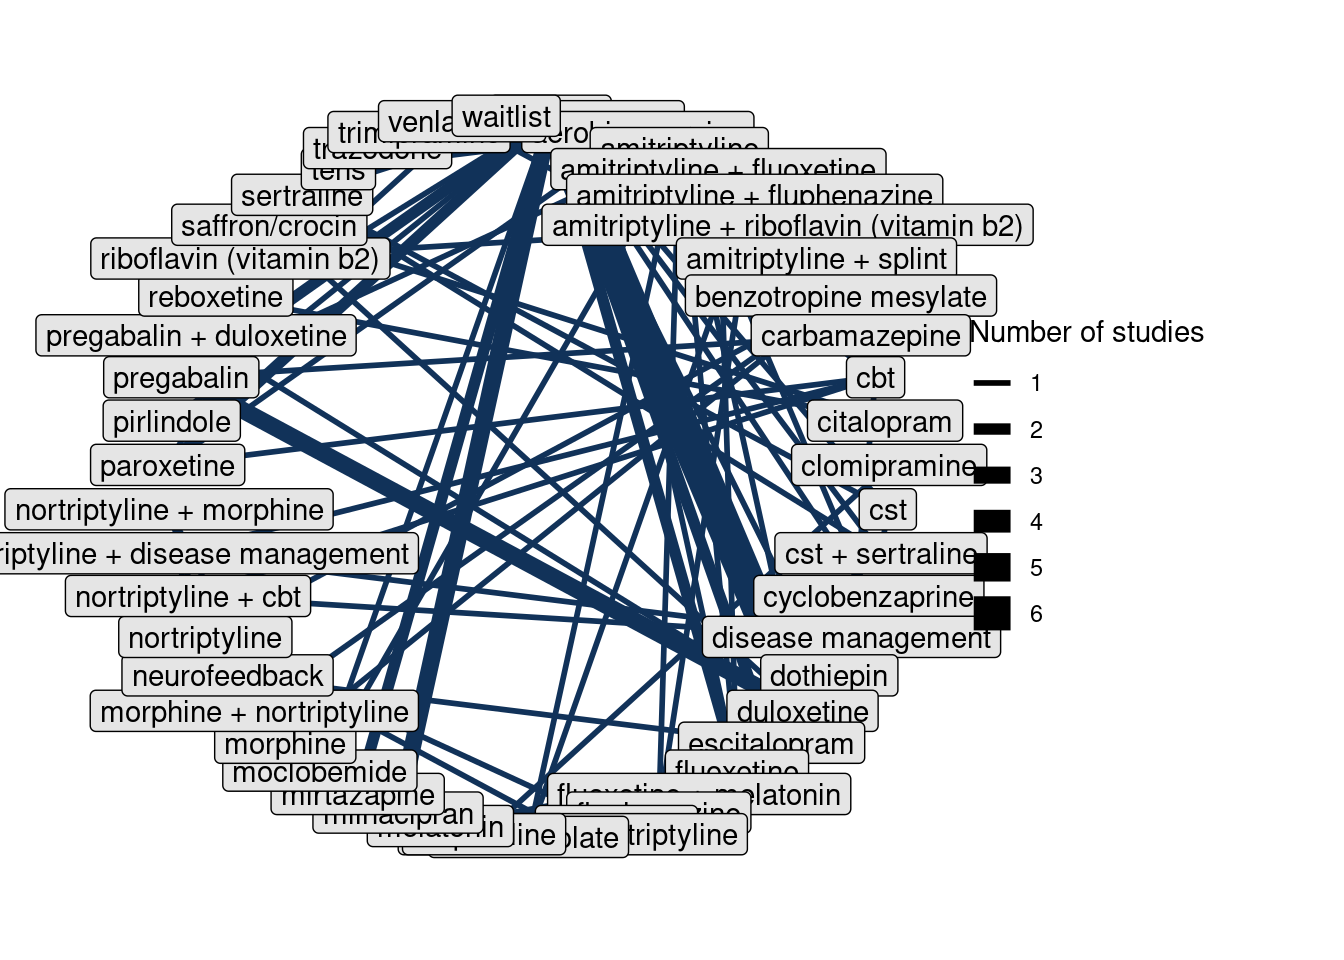 waitlist
venla
trim
aerobi
trazodone
amitriptyline
tens
amitriptyline + fluoxetine
sertraline
amitriptyline + fluphenazine
saffron/crocin
amitriptyline + riboflavin (vitamin b2)
riboflavin (vitamin b2)
amitriptyline + splint
reboxetine
benzotropine mesylate
pregabalin + duloxetine
carbamazepine
Number of studies
pregabalin
cbt
1
pirlindole
citalopram
2
paroxetine
clomipramine
3
nortriptyline + morphine
cst
4
riptyline + disease management
cst + sertraline
5
nortriptyline + cbt
cyclobenzaprine
6
nortriptyline
disease management
neurofeedback
dothiepin
morphine + nortriptyline
duloxetine
morphine
escitalopram
moclobemide
fluoxetine
mirtazapine
fluoxetine + melatonin
milnacipran
melatonin
line
plate
triptyline